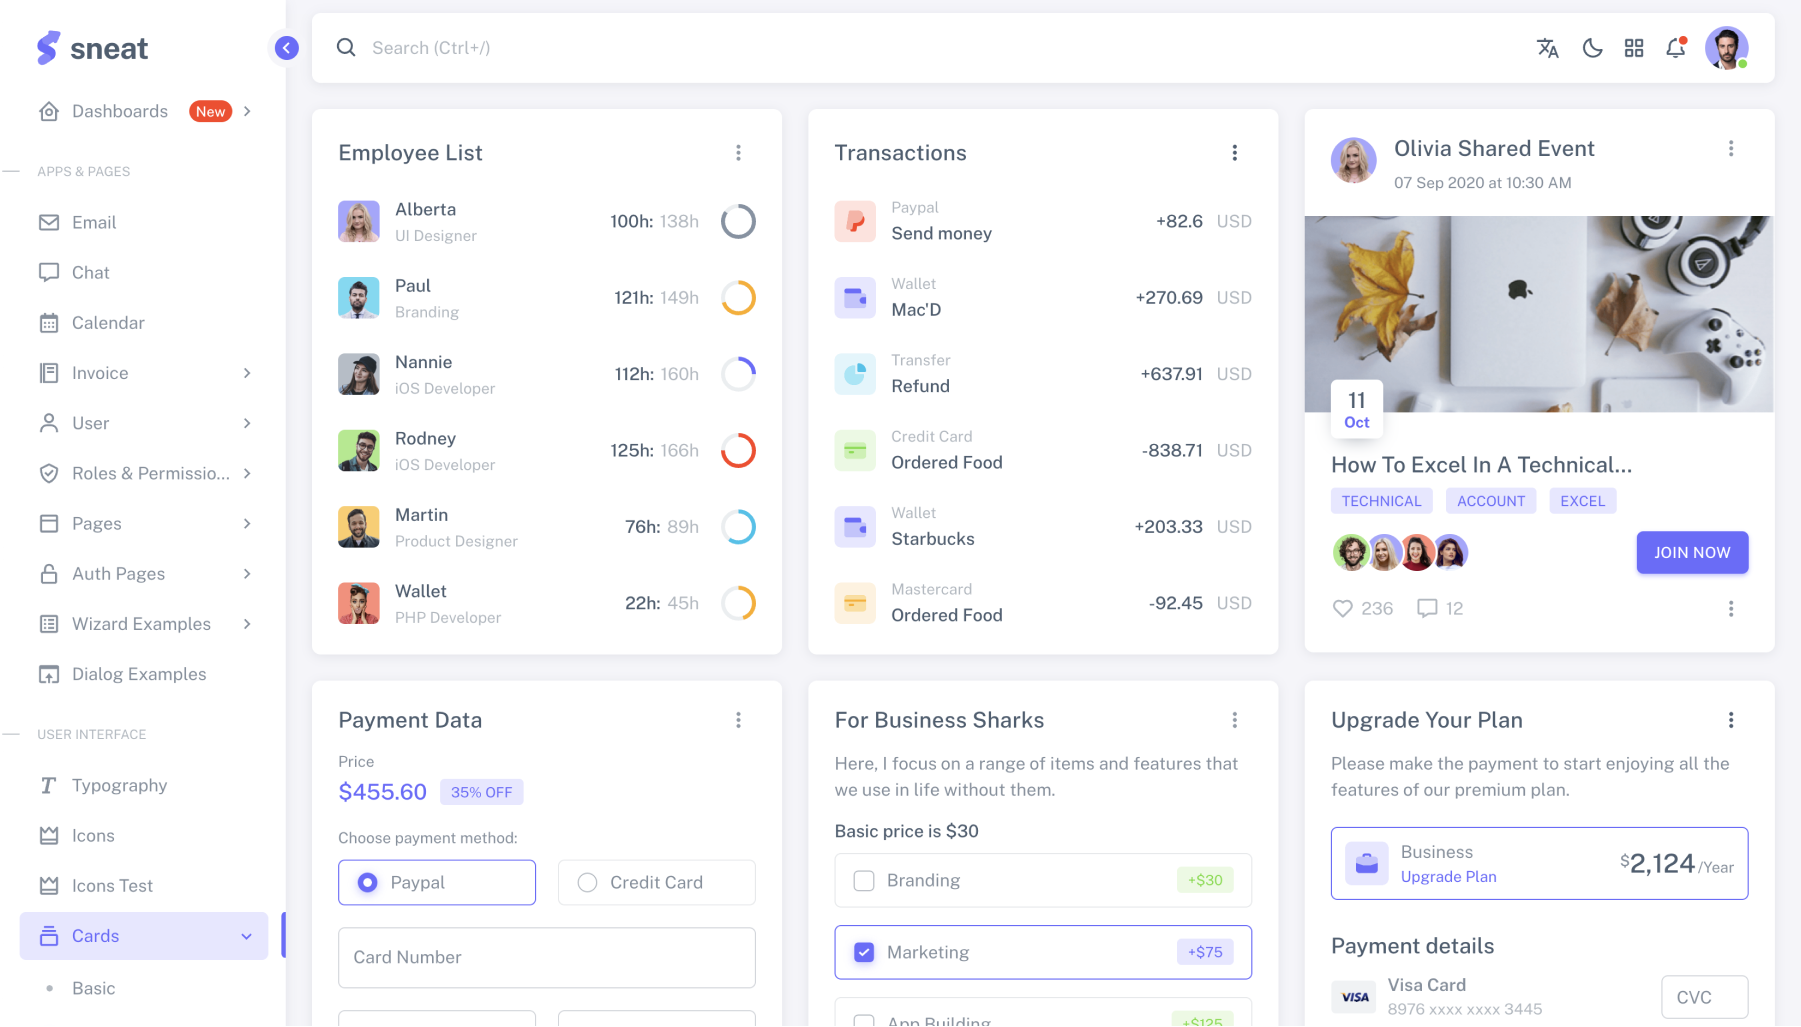 sneat
Search (Ctrl+/)
Dashboards New
APPS & PAGES
Email
Chat
Calendar
Invoice
User
Roles & Permissio...
Pages
Auth Pages
Wizard Examples
Dialog Examples
USER INTERFACE
Typography
Icons
Icons Test
Cards
Basic
Employee List
Alberta
UI Designer
100h: 138h
Paul
Branding
121h: 149h
Nannie
iOS Developer
112h: 160h
Rodney
iOS Developer
125h: 166h
Martin
Product Designer
76h: 89h
Wallet
PHP Developer
22h: 45h
Transactions
Paypal
Send money
+82.6 USD
Wallet
Mac'D
+270.69 USD
Transfer
Refund
+637.91 USD
Credit Card
Ordered Food
-838.71 USD
Wallet
Starbucks
+203.33 USD
Mastercard
Ordered Food
-92.45 USD
Olivia Shared Event
07 Sep 2020 at 10:30 AM
11
Oct
How To Excel In A Technical...
TECHNICAL ACCOUNT EXCEL
JOIN NOW
236 12
Payment Data
Price
$455.60 35% OFF
Choose payment method:
Paypal Credit Card
Card Number
For Business Sharks
Here, I focus on a range of items and features that
we use in life without them.
Basic price is $30
Branding +$30
Marketing +$75
App Building +$125
Upgrade Your Plan
Please make the payment to start enjoying all the
features of our premium plan.
Business
Upgrade Plan
$2,124/Year
Payment details
VISA
Visa Card
8976 xxxx xxxx 3445
CVC